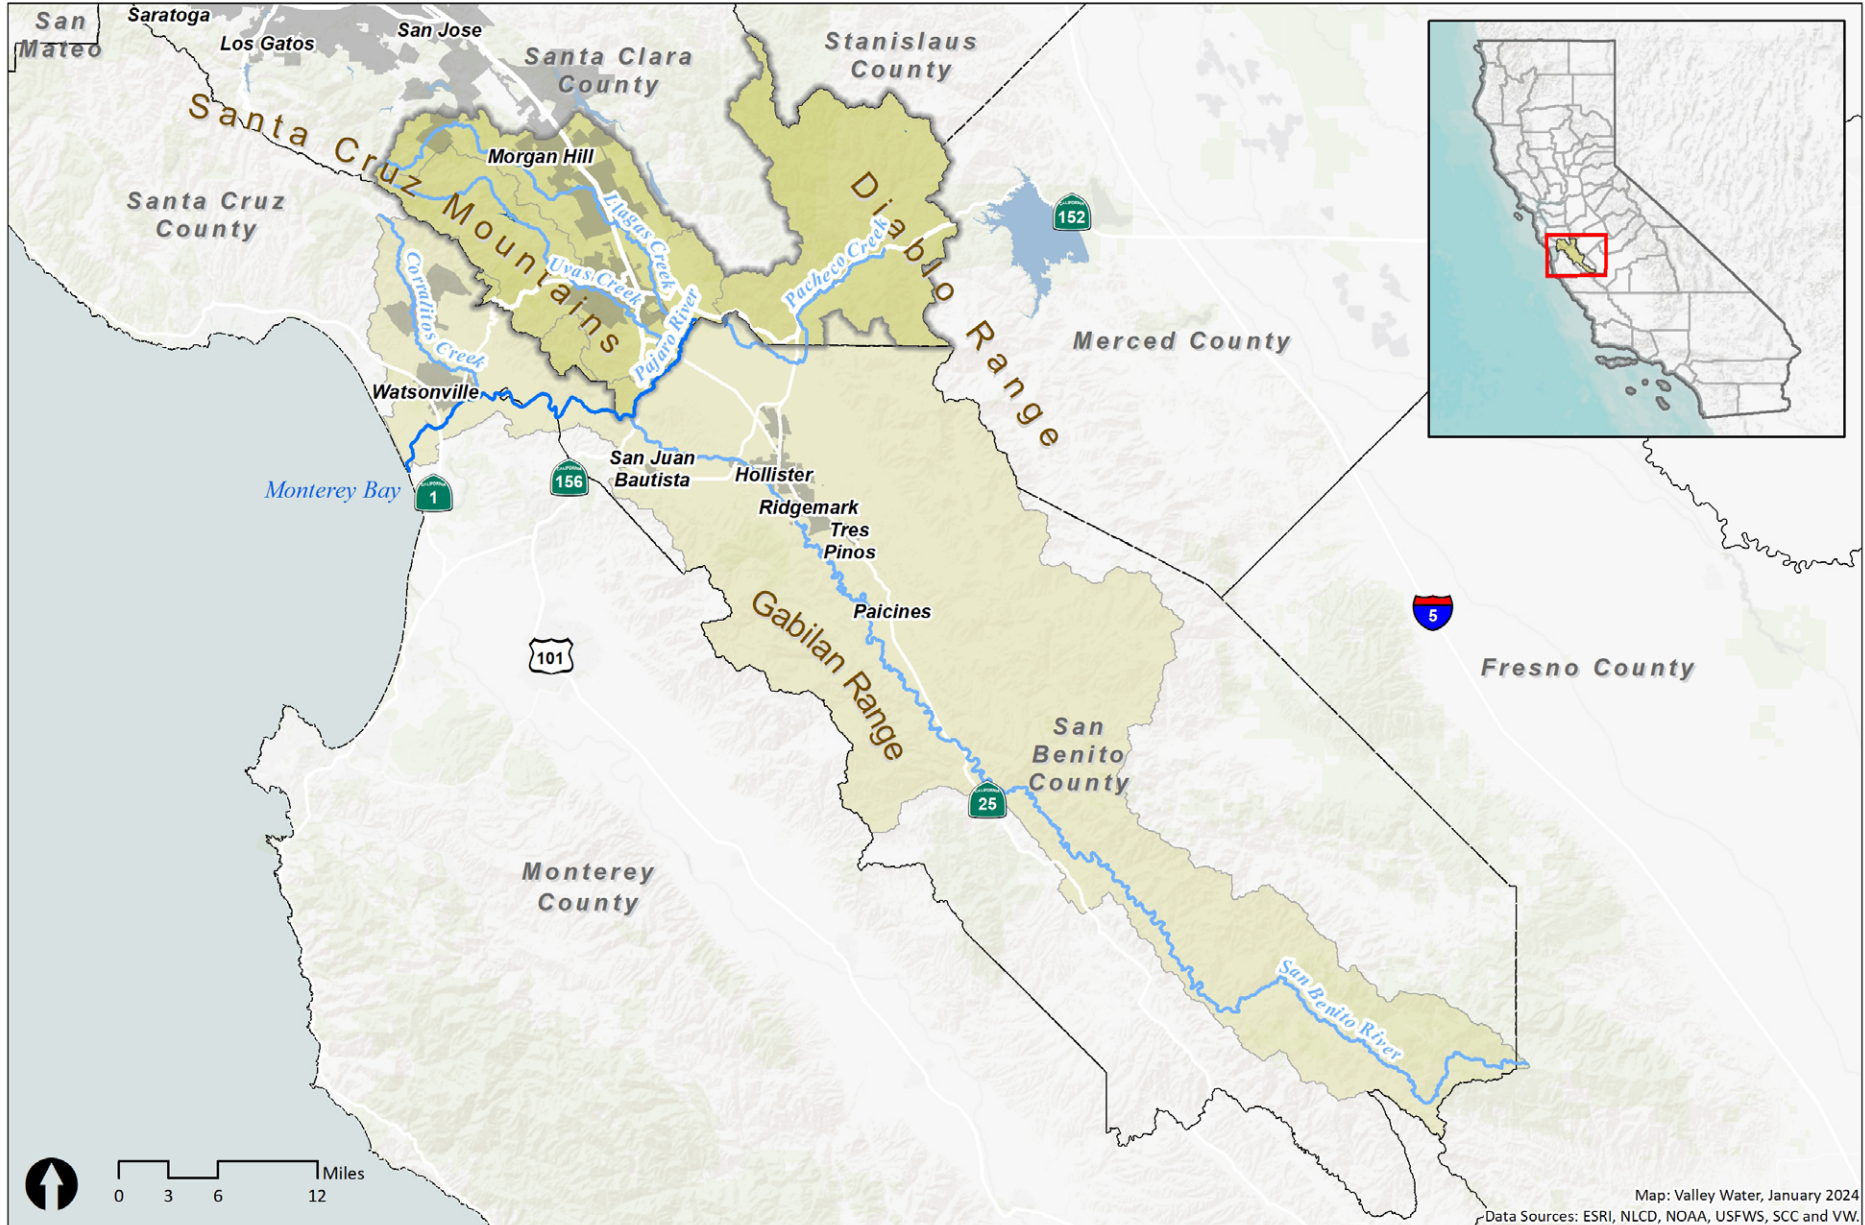 San
Mateo
Saratoga
Los Gatos
San Jose
Santa Clara
County
Stanislaus
County
Santa Cruz Mountains
Morgan Hill
Diablo Range
152
Santa Cruz
County
Llagas Creek
Uvas Creek
Pacheco Creek
Corralitos Creek
Pajaro River
Merced County
Watsonville
Monterey Bay
CALIFORNIA
1
CALIFORNIA
156
San Juan
Bautista
Hollister
Ridgemark
Tres
Pinos
Paicines
Gabilan Range
101
5
Fresno County
San
Benito
County
CALIFORNIA
25
Monterey
County
San Benito River
Miles
0 3 6 12
Map: Valley Water, January 2024
Data Sources: ESRI, NLCD, NOAA, USFWS, SCC and VW.